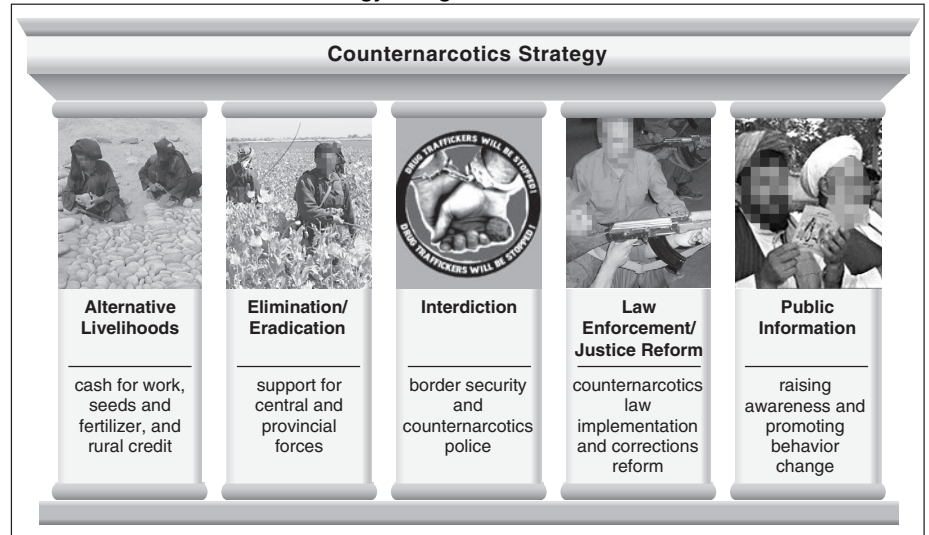 Counternarcotics Strategy
DRUG TRAFFICKERS WILL BE STOPPED!
DRUG TRAFFICKERS WILL BE STOPPED!
Alternative
Livelihoods
cash for work,
seeds and
fertilizer, and
rural credit
Elimination/
Eradication
support for
central and
provincial
forces
Interdiction
border security
and
counternarcotics
police
Law
Enforcement/
Justice Reform
counternarcotics
law
implementation
and corrections
reform
Public
Information
raising
awareness and
promoting
behavior
change